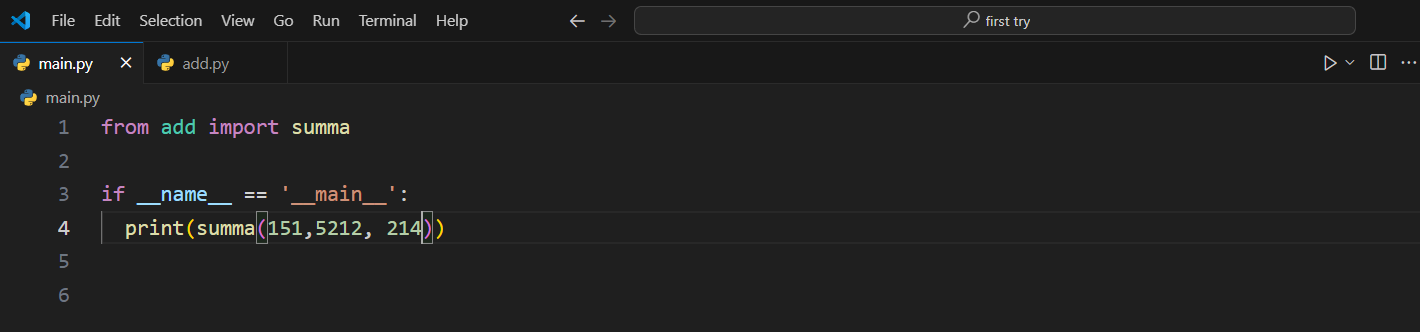 File Edit Selection View Go Run Terminal Help first try
main.py add.py
main.py
1 from add import summa
2
3 if __name__ == '__main__':
4   print(summa(151,5212, 214))
5
6